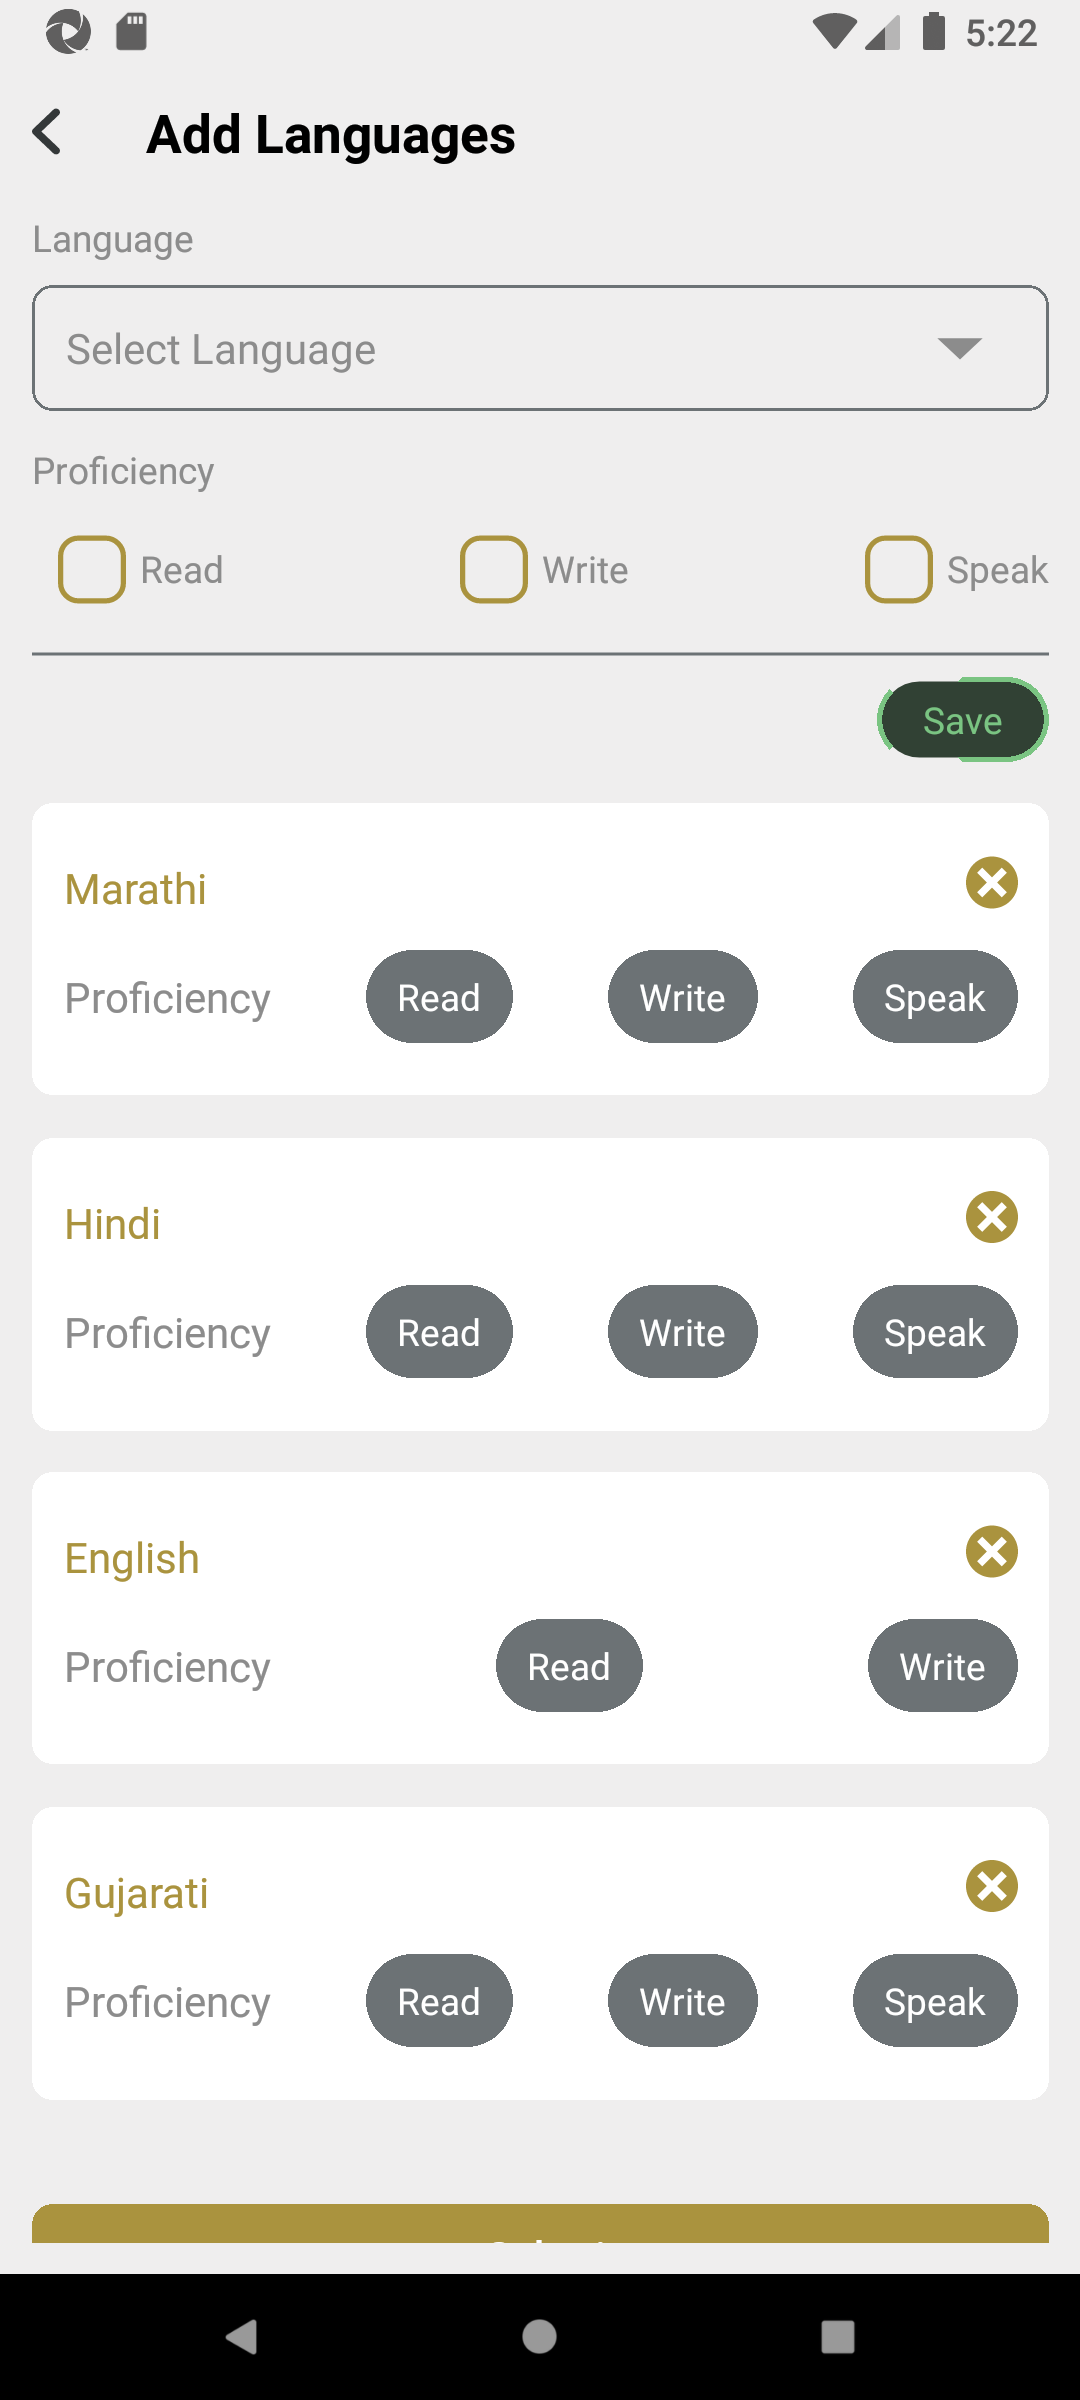 5:22
Add Languages
Language
Select Language
Proficiency
Read Write Speak
Save
Marathi
Proficiency Read Write Speak
Hindi
Proficiency Read Write Speak
English
Proficiency Read Write
Gujarati
Proficiency Read Write Speak